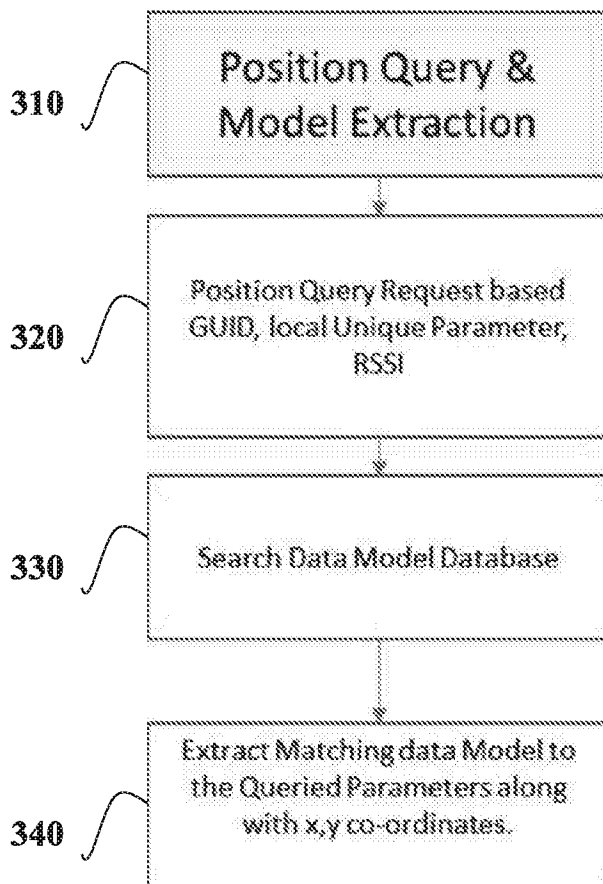 310
Position Query &
Model Extraction
320
Position Query Request based
GUID, local Unique Parameter,
RSSI
330
Search Data Model Database
340
Extract Matching data Model to
the Queried Parameters along
with x,y co-ordinates.